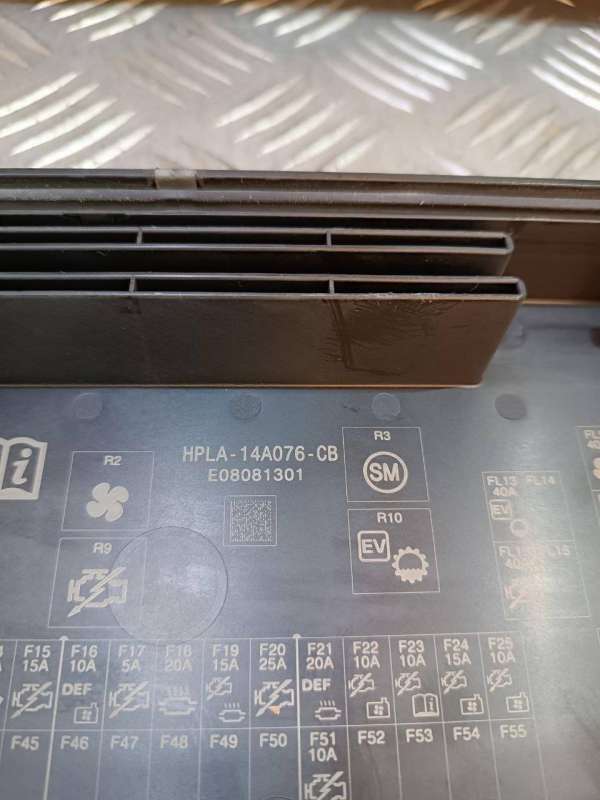 HPLA-14A076-CB
E08081301
R2
R3
SM
R9
R10
EV
FL13 FL14
40A
EV
F15 F16 F17 F18 F19 F20 F21 F22 F23 F24 F25
15A 10A 5A 20A 15A 25A 20A 10A 10A 15A 10A
DEF DEF
F45 F46 F47 F48 F49 F50 F51 F52 F53 F54 F55
10A